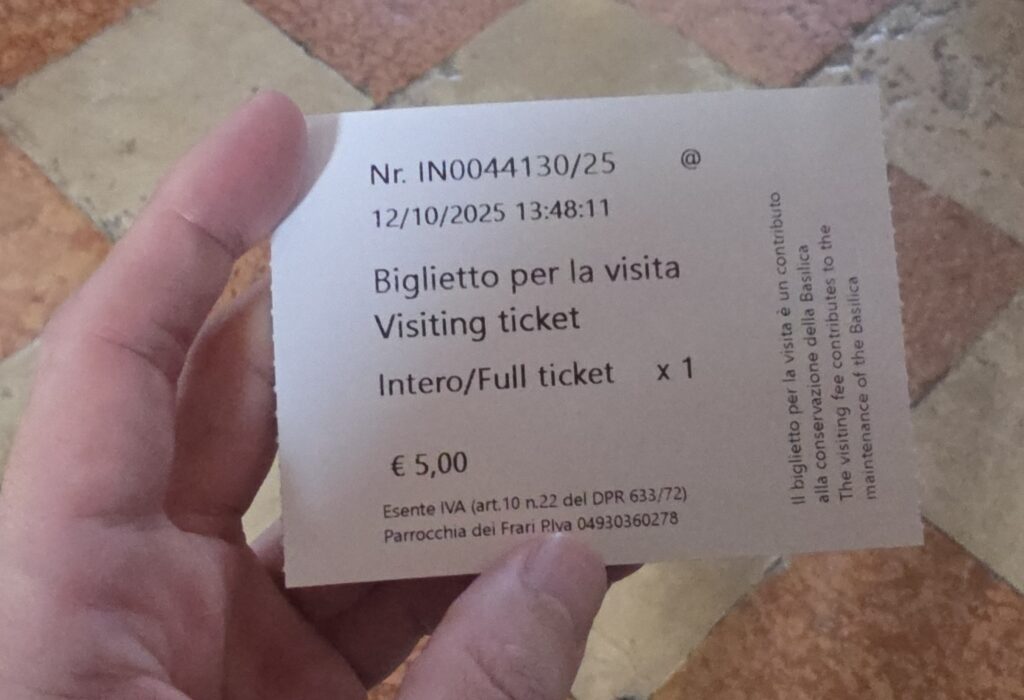 Nr. IN0044130/25 @
12/10/2025 13:48:11
Biglietto per la visita
Visiting ticket
Intero/Full ticket x 1
€ 5,00
Esente IVA (art.10 n.22 del DPR 633/72)
Parrocchia dei Frari P.Iva 04930360278
Il biglietto per la visita è un contributo
alla conservazione della Basilica
The visiting fee contributes to the
maintenance of the Basilica